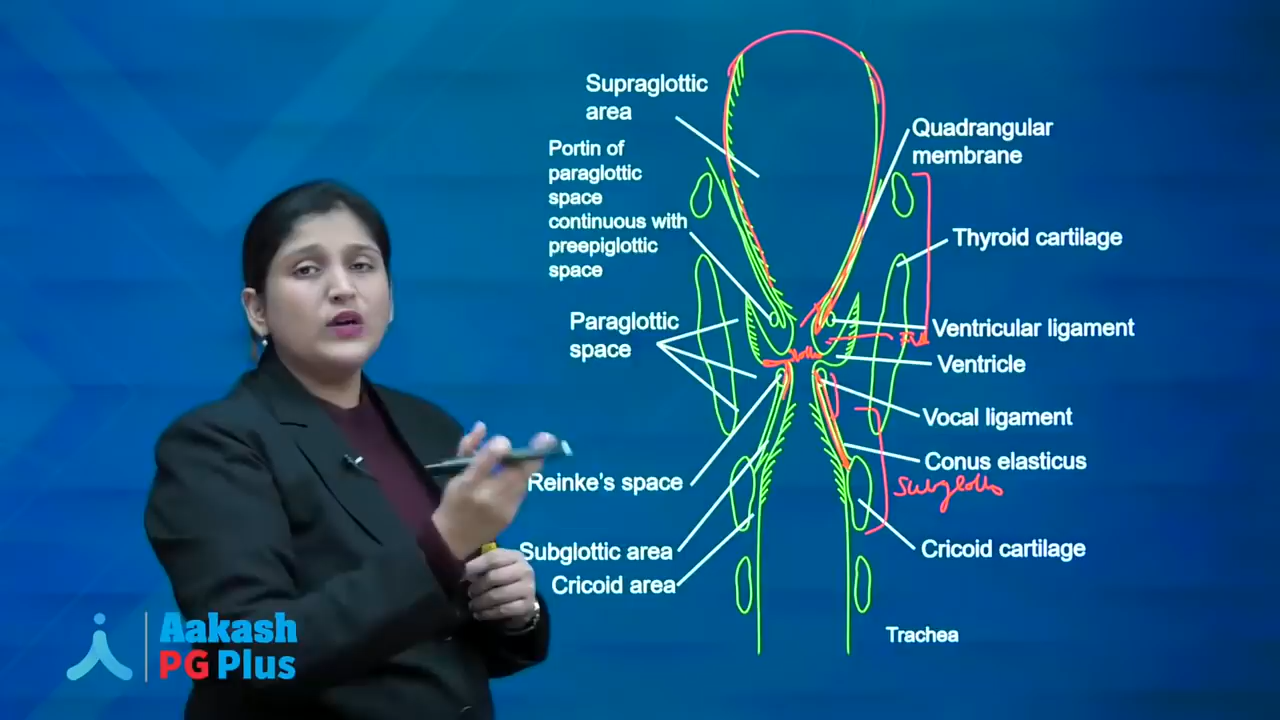 Supraglottic
area
Portin of
paraglottic
space
continuous with
preepiglottic
space
Quadrangular
membrane
Thyroid cartilage
Paraglottic
space
Ventricular ligament
Ventricle
Vocal ligament
Conus elasticus
Subglottis
Reinke's space
Subglottic area
Cricoid area
Cricoid cartilage
Trachea
Aakash
PG Plus